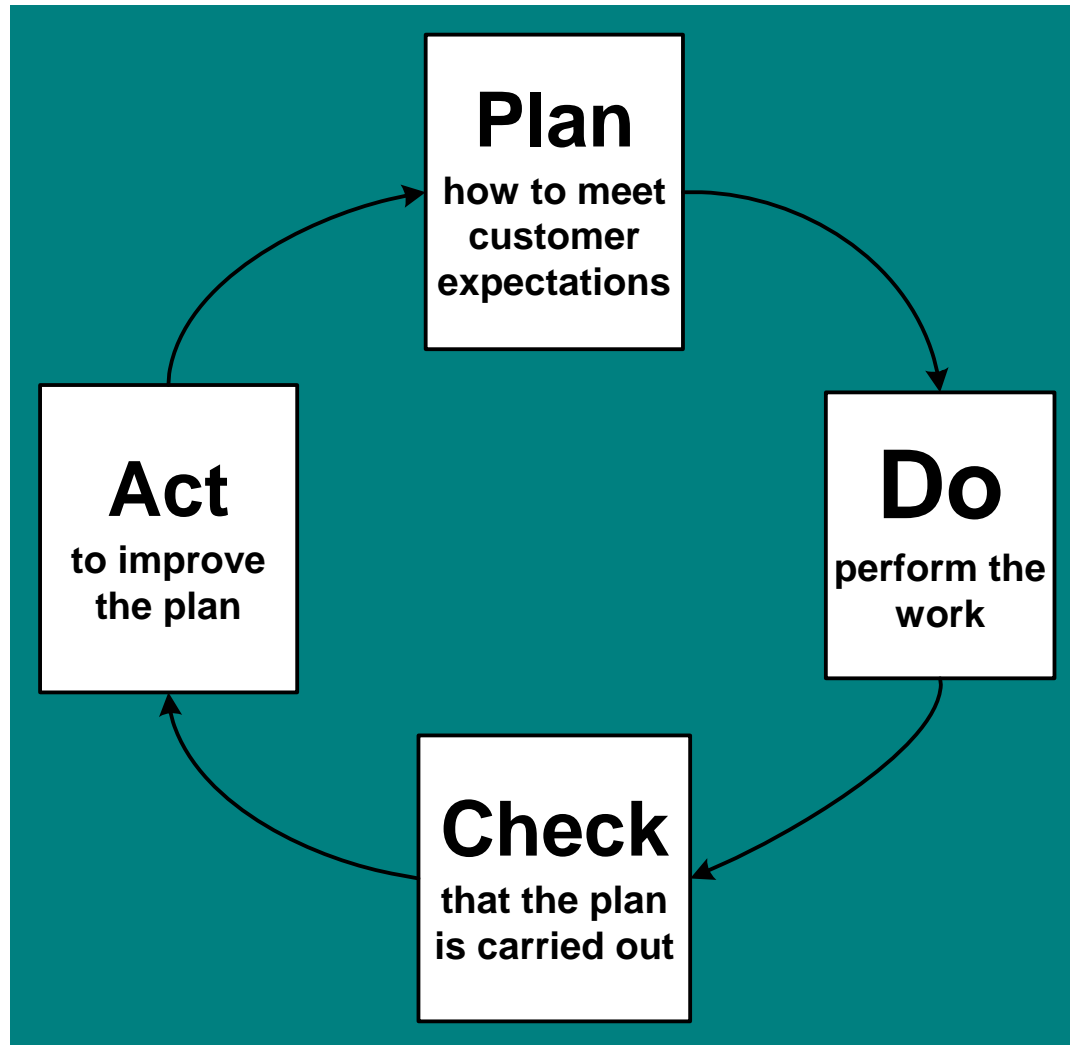 Plan
how to meet
customer
expectations
Do
perform the
work
Check
that the plan
is carried out
Act
to improve
the plan